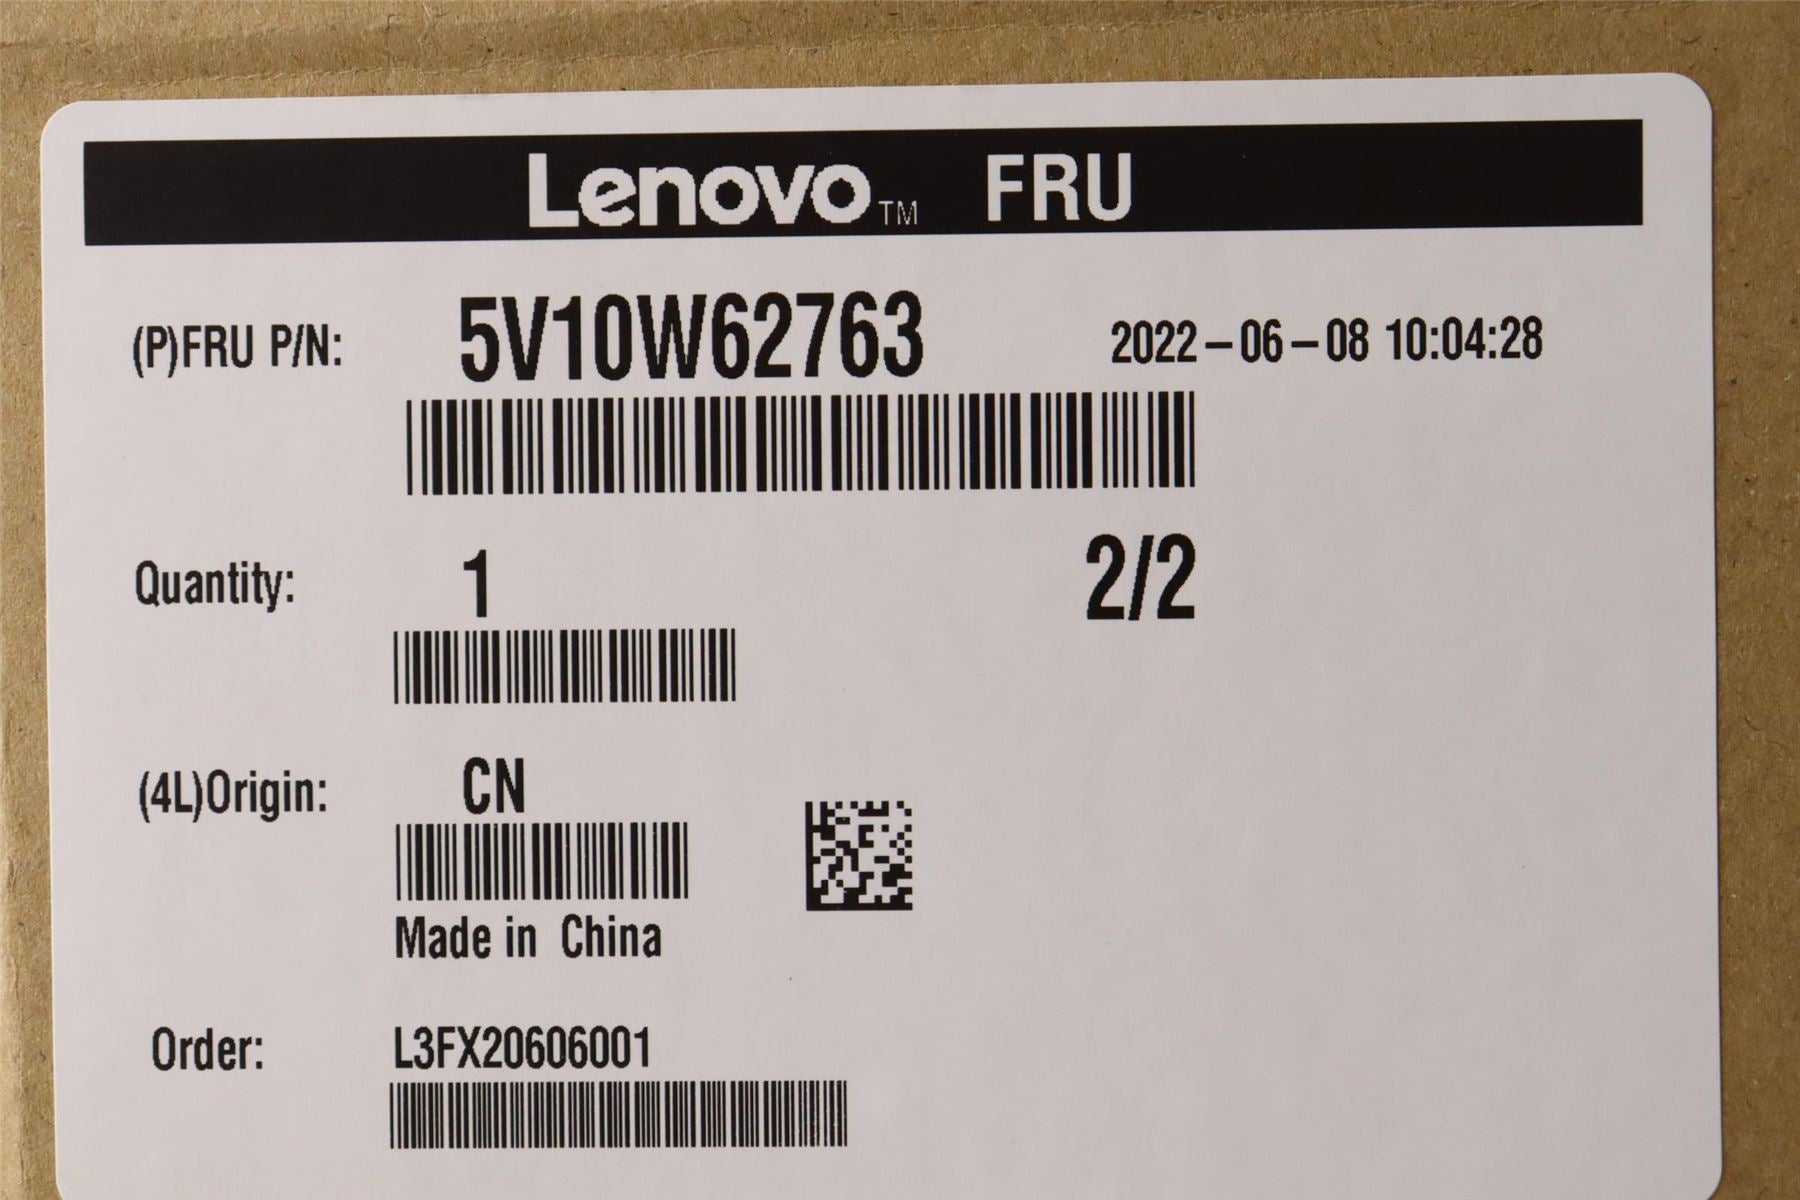 Lenovo™ FRU
(P)FRU P/N: 5V10W62763 2022-06-08 10:04:28
Quantity: 1 2/2
(4L)Origin: CN
Made in China
Order: L3FX20606001